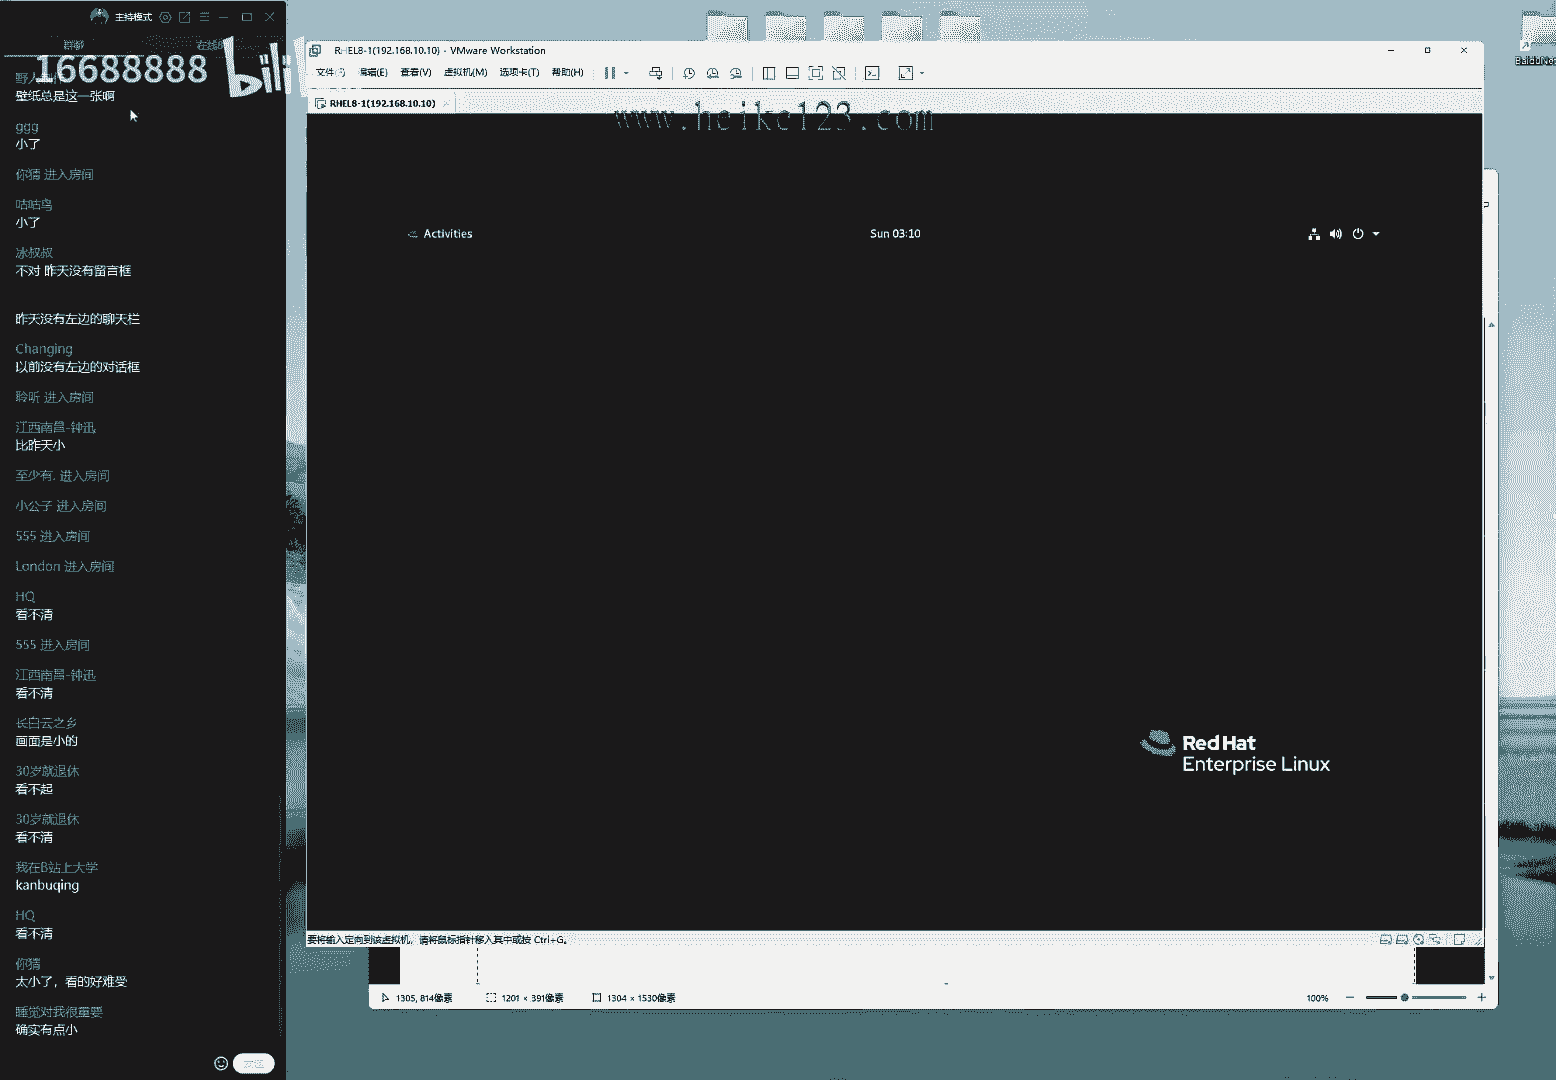 主持模式
群聊
16688888
bili
壁纸总是这一张啊
ggg
小了
你猜 进入房间
咕咕鸟
小了
冰叔叔
不对 昨天没有留言框
昨天没有左边的聊天栏
Changing
以前没有左边的对话框
聆听 进入房间
江西南昌-钟迅
比昨天小
至少有. 进入房间
小公子 进入房间
555 进入房间
London 进入房间
HQ
看不清
555 进入房间
江西南昌-钟迅
看不清
长白云之乡
画面是小的
30岁就退休
看不起
30岁就退休
看不清
我在B站上大学
kanbuqing
HQ
看不清
你猜
太小了，看的好难受
睡觉对我很重要
确实有点小
RHEL8-1(192.168.10.10) - VMware Workstation
文件(F) 编辑(E) 查看(V) 虚拟机(M) 选项卡(T) 帮助(H)
RHEL8-1(192.168.10.10)
www.heike123.com
Activities
Sun 03:10
Red Hat
Enterprise Linux
要将输入定向到该虚拟机，请将鼠标指针移入其中或按 Ctrl+G。
1305, 814像素
1201 × 391像素
1304 × 1530像素
100%
BaiduNet